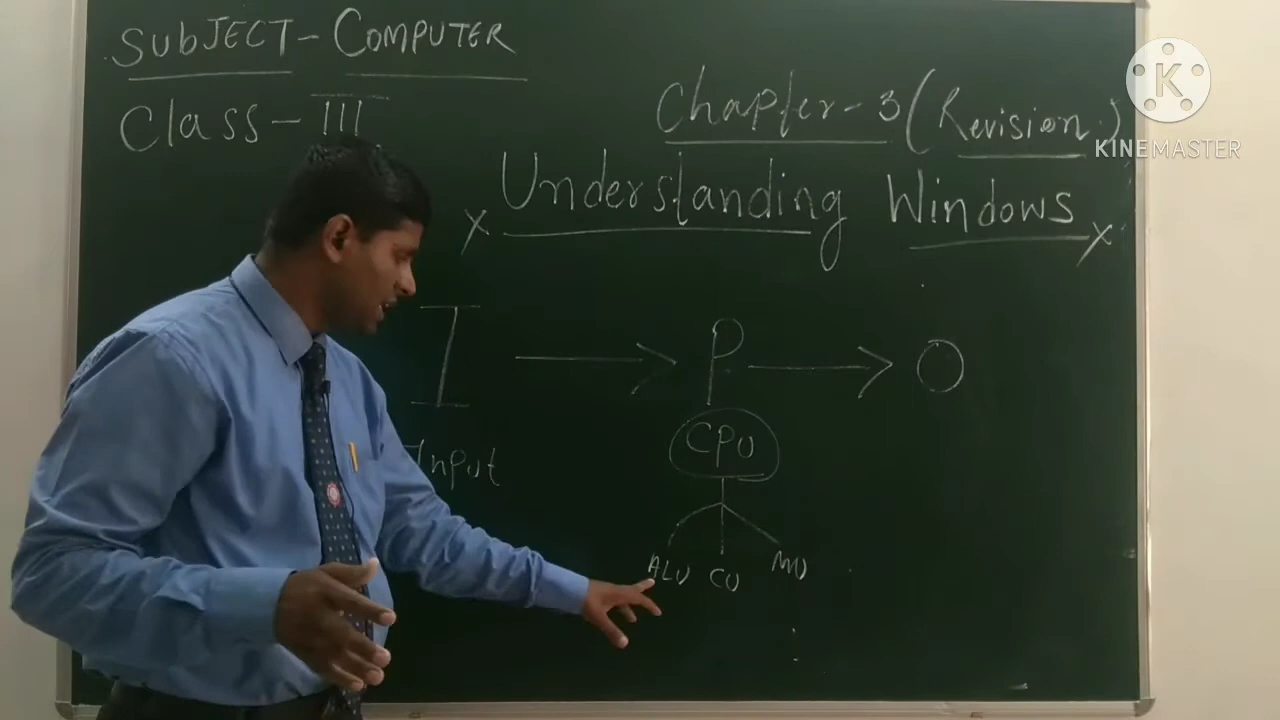 SUBJECT - COMPUTER
Class - III
Chapter - 3 (Revision)
K
KINEMASTER
x Understanding Windows x
I → P → O
CPU
Input
ALU CU MU